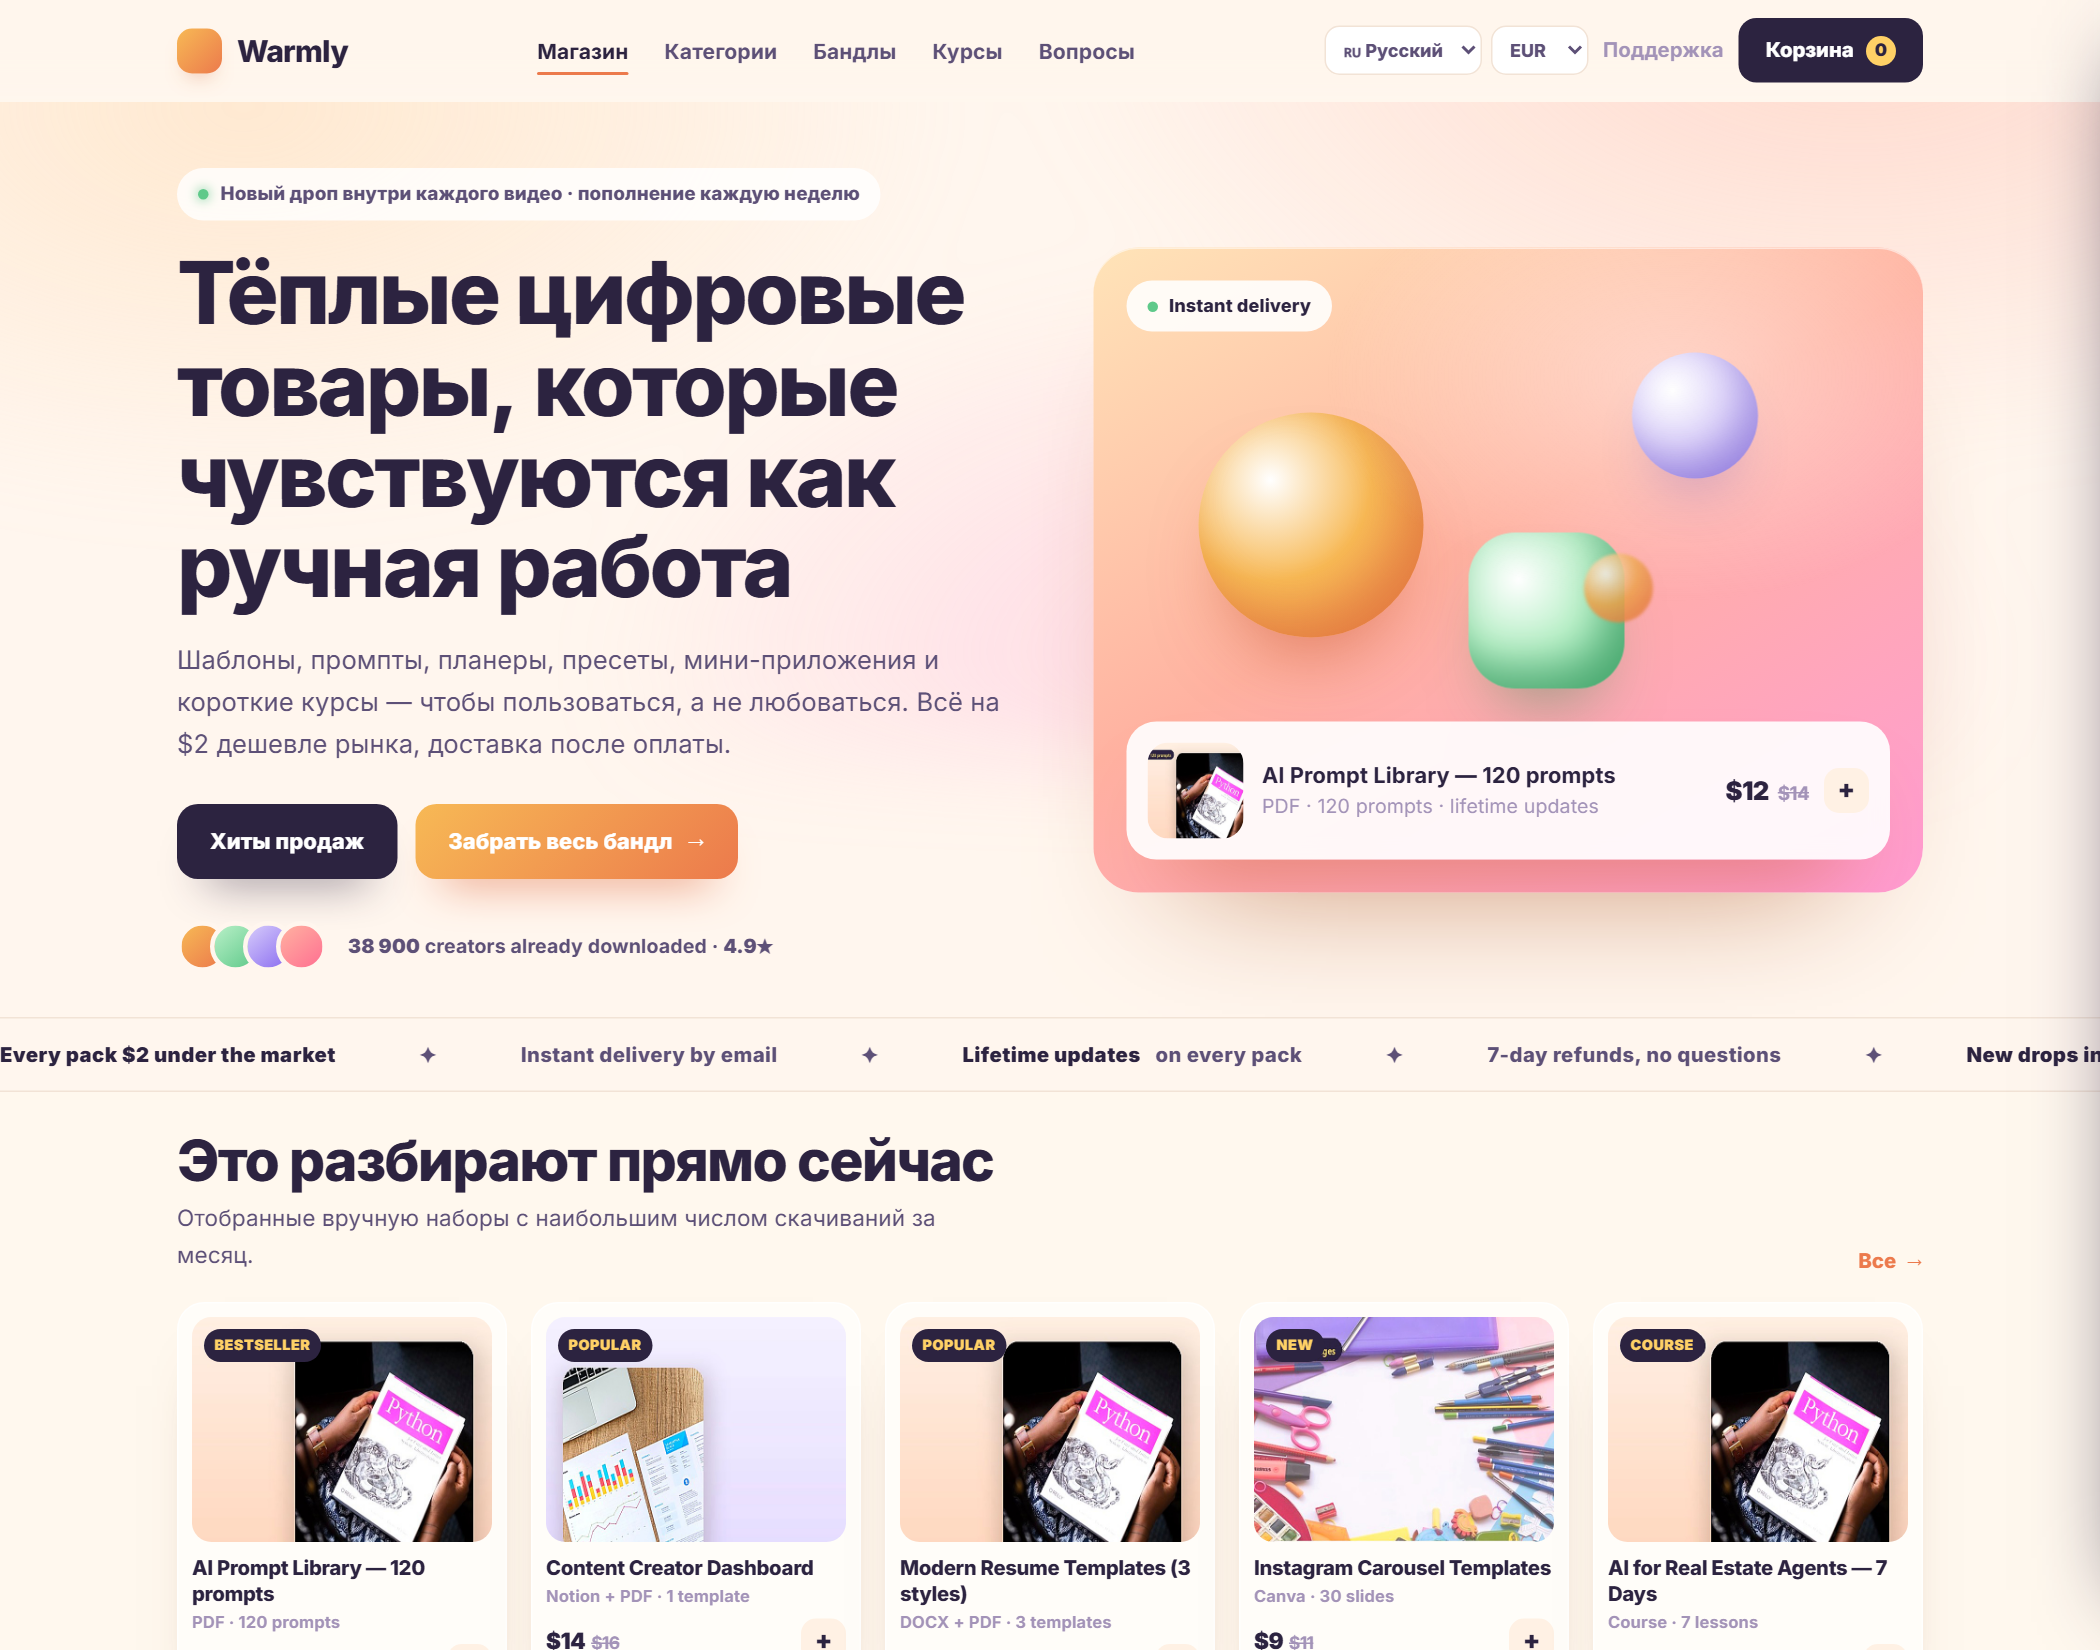 Warmly
Магазин Категории Бандлы Курсы Вопросы
RU Русский EUR Поддержка Корзина 0
Новый дроп внутри каждого видео · пополнение каждую неделю
Тёплые цифровые
товары, которые
чувствуются как
ручная работа
Шаблоны, промпты, планеры, пресеты, мини-приложения и
короткие курсы — чтобы пользоваться, а не любоваться. Всё на
$2 дешевле рынка, доставка после оплаты.
Хиты продаж Забрать весь бандл →
38 900 creators already downloaded · 4.9★
Instant delivery
AI Prompt Library — 120 prompts
PDF · 120 prompts · lifetime updates
$12 $14 +
Every pack $2 under the market ✦ Instant delivery by email ✦ Lifetime updates on every pack ✦ 7-day refunds, no questions ✦ New drops in
Это разбирают прямо сейчас
Отобранные вручную наборы с наибольшим числом скачиваний за
месяц.
Все →
BESTSELLER
Python
AI Prompt Library — 120
prompts
PDF · 120 prompts
POPULAR
Content Creator Dashboard
Notion + PDF · 1 template
$14 $16 +
POPULAR
Python
Modern Resume Templates (3
styles)
DOCX + PDF · 3 templates
NEW
Instagram Carousel Templates
Canva · 30 slides
$9 $11 +
COURSE
Python
AI for Real Estate Agents — 7
Days
Course · 7 lessons